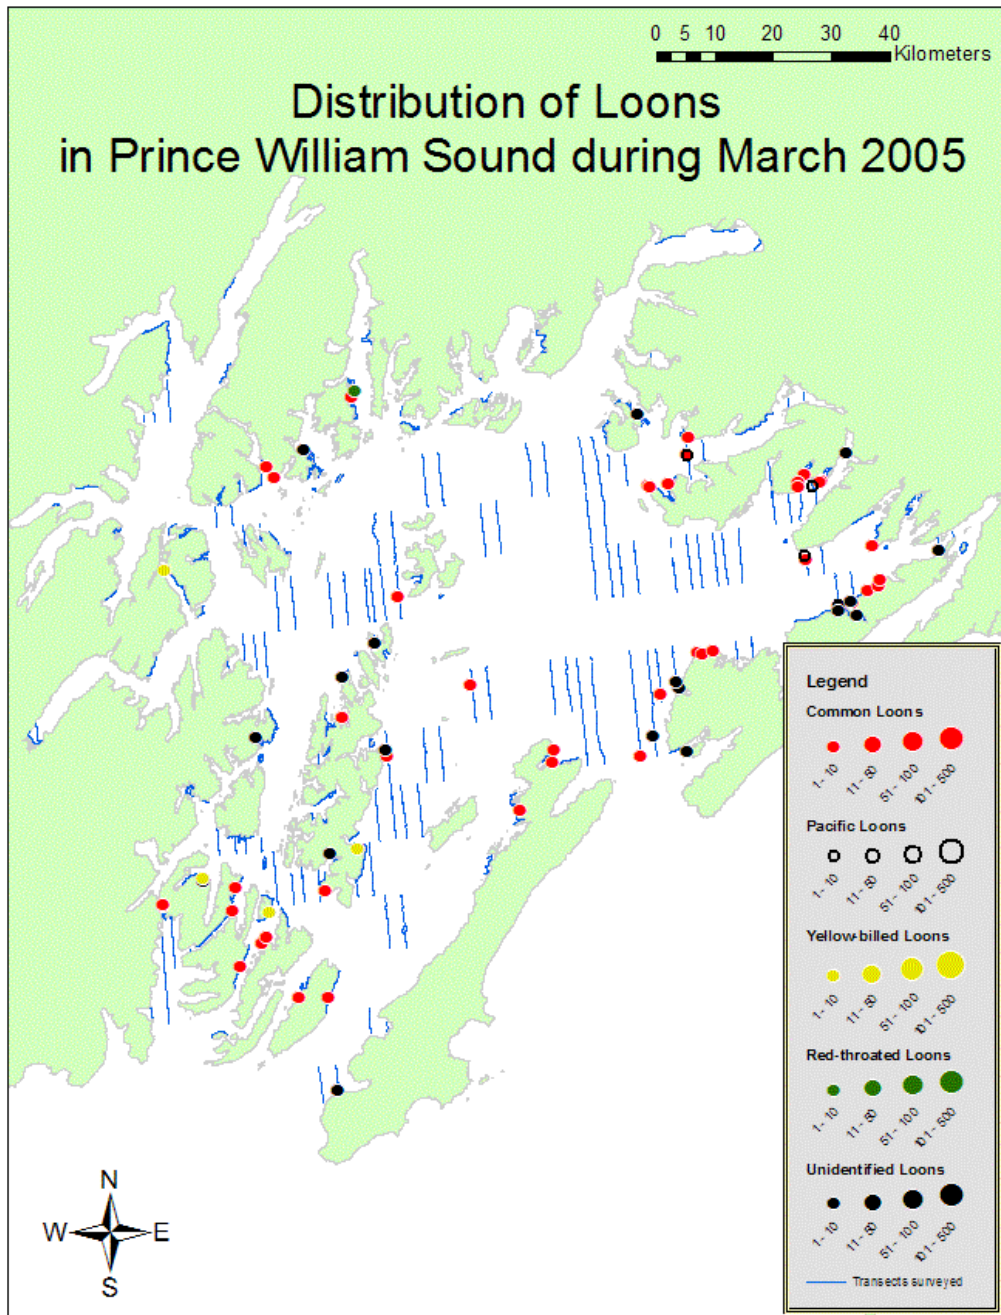 0 5 10 20 30 40
Kilometers
Distribution of Loons
in Prince William Sound during March 2005
Legend
Common Loons
1 - 10 11 - 50 51 - 100 101 - 500
Pacific Loons
1 - 10 11 - 50 51 - 100 101 - 500
Yellow-billed Loons
1 - 10 11 - 50 51 - 100 101 - 500
Red-throated Loons
1 - 10 11 - 50 51 - 100 101 - 500
Unidentified Loons
1 - 10 11 - 50 51 - 100 101 - 500
Transects surveyed
N
W E
S